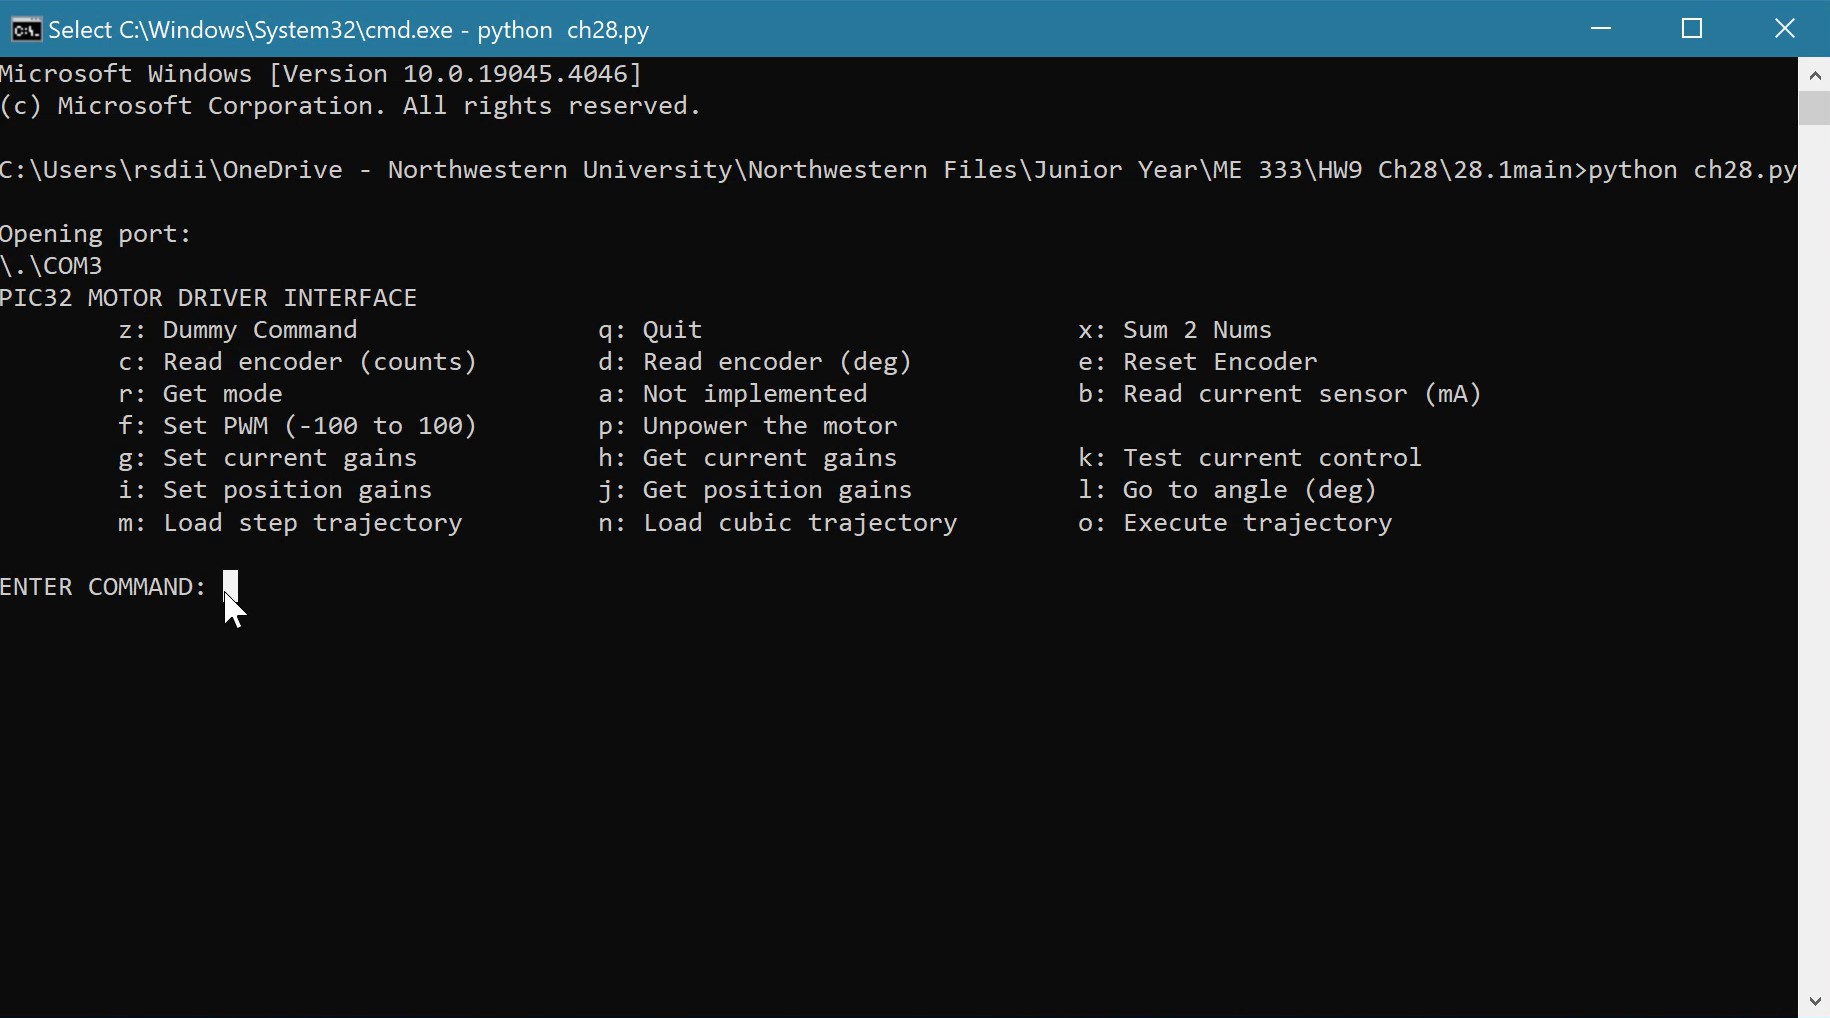 Select C:\Windows\System32\cmd.exe - python  ch28.py
Microsoft Windows [Version 10.0.19045.4046]
(c) Microsoft Corporation. All rights reserved.
C:\Users\rsdii\OneDrive - Northwestern University\Northwestern Files\Junior Year\ME 333\HW9 Ch28\28.1main>python ch28.py
Opening port:
\.\COM3
PIC32 MOTOR DRIVER INTERFACE
z: Dummy Command q: Quit x: Sum 2 Nums
c: Read encoder (counts) d: Read encoder (deg) e: Reset Encoder
r: Get mode a: Not implemented b: Read current sensor (mA)
f: Set PWM (-100 to 100) p: Unpower the motor
g: Set current gains h: Get current gains k: Test current control
i: Set position gains j: Get position gains l: Go to angle (deg)
m: Load step trajectory n: Load cubic trajectory o: Execute trajectory
ENTER COMMAND: